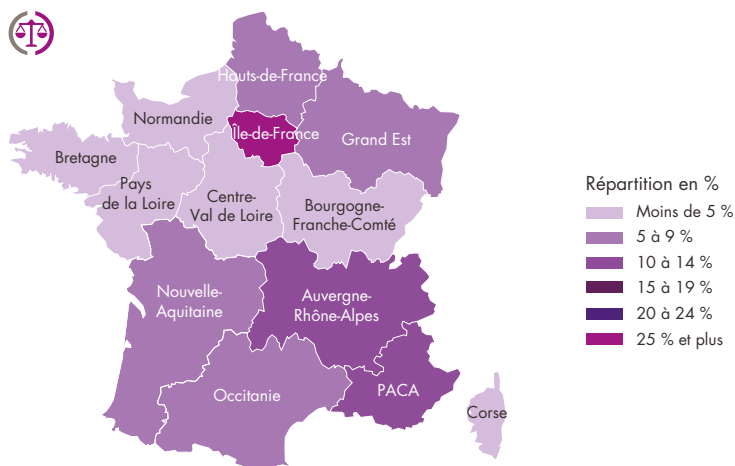 Hauts-de-France
Normandie
Île-de-France
Grand Est
Bretagne
Pays
de la Loire
Centre-
Val de Loire
Bourgogne-
Franche-Comté
Nouvelle-
Aquitaine
Auvergne-
Rhône-Alpes
Occitanie
PACA
Corse
Répartition en %
Moins de 5 %
5 à 9 %
10 à 14 %
15 à 19 %
20 à 24 %
25 % et plus